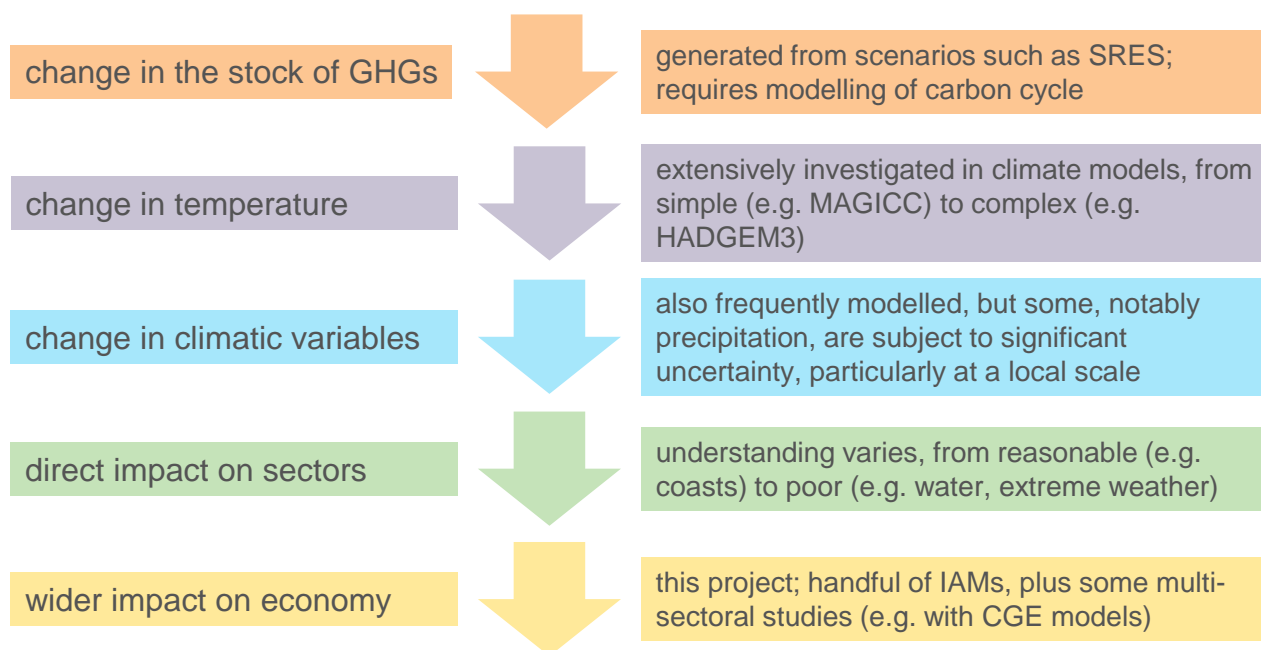 change in the stock of GHGs
generated from scenarios such as SRES;
requires modelling of carbon cycle
change in temperature
extensively investigated in climate models, from
simple (e.g. MAGICC) to complex (e.g.
HADGEM3)
change in climatic variables
also frequently modelled, but some, notably
precipitation, are subject to significant
uncertainty, particularly at a local scale
direct impact on sectors
understanding varies, from reasonable (e.g.
coasts) to poor (e.g. water, extreme weather)
wider impact on economy
this project; handful of IAMs, plus some multi-
sectoral studies (e.g. with CGE models)